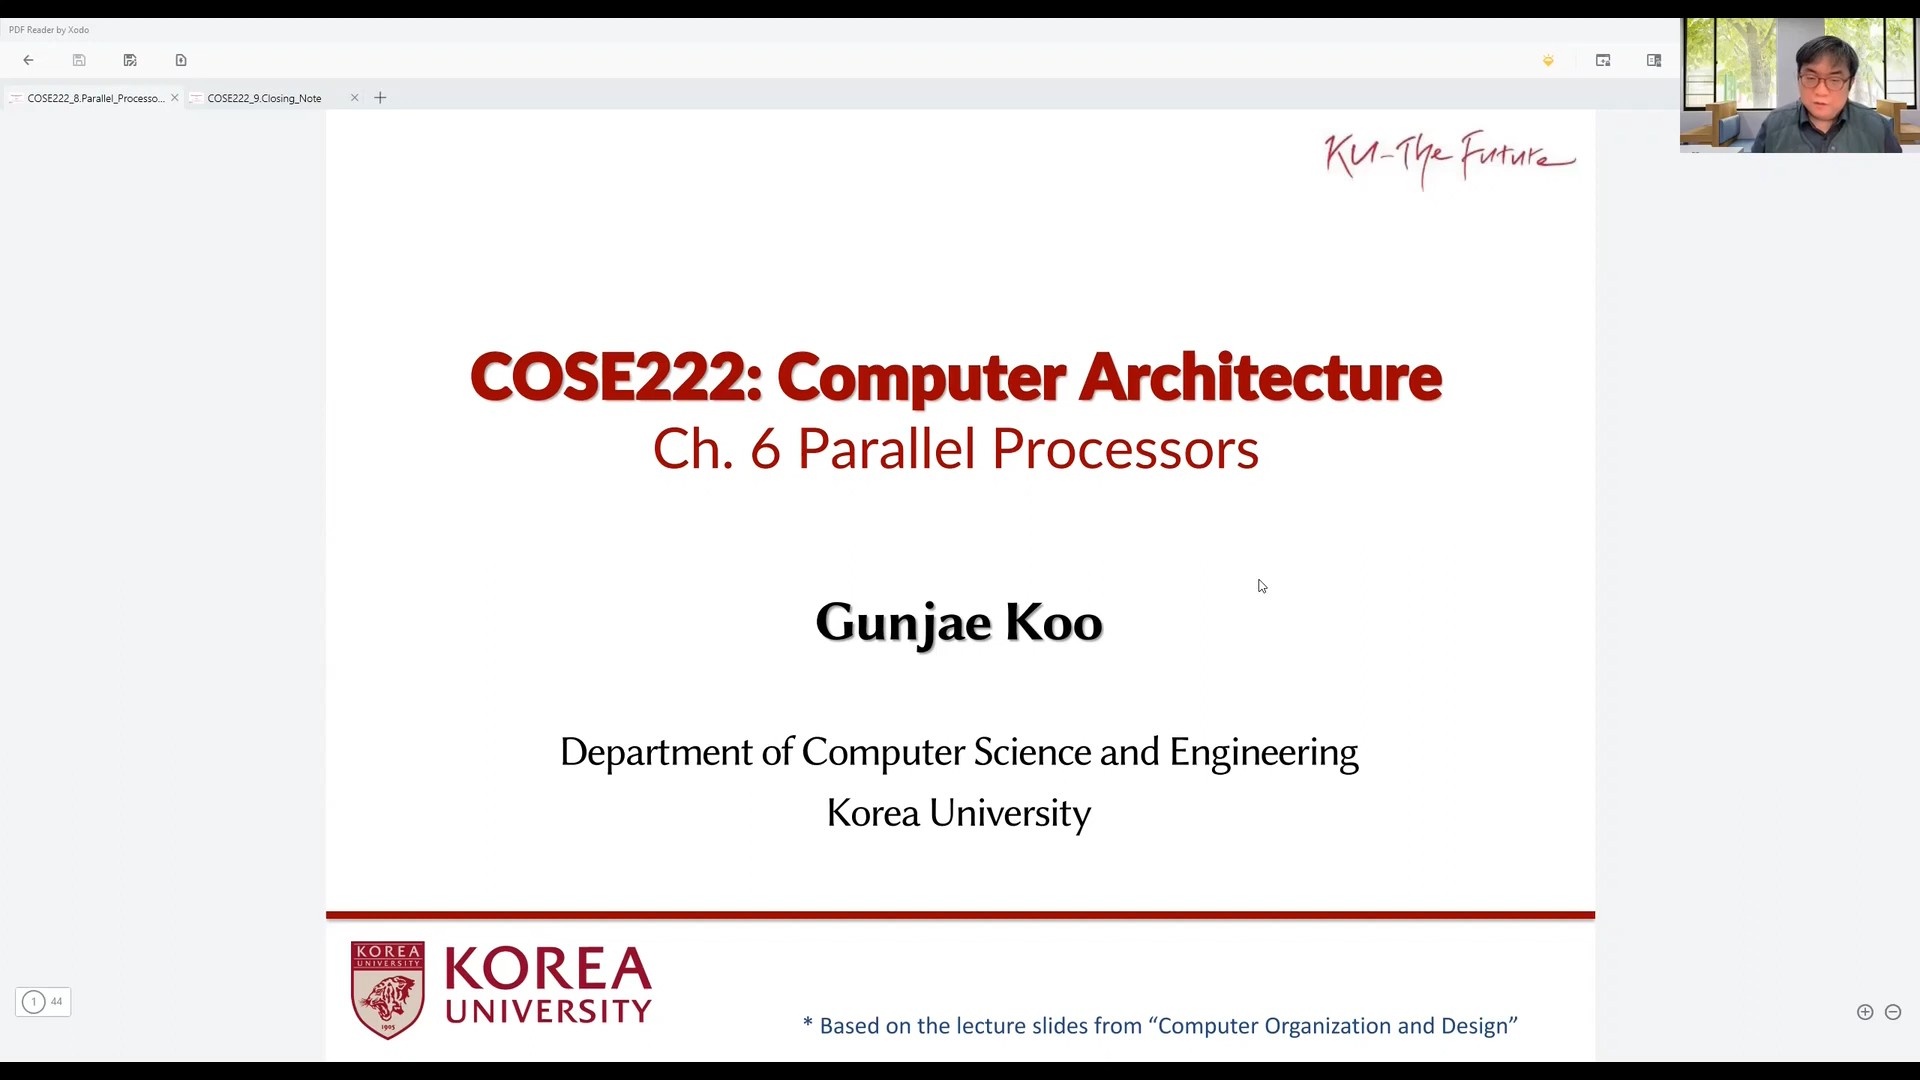 PDF Reader by Xodo
COSE222_8.Parallel_Processo...
COSE222_9.Closing_Note
KU-The Future
COSE222: Computer Architecture
Ch. 6 Parallel Processors
Gunjae Koo
Department of Computer Science and Engineering
Korea University
KOREA
UNIVERSITY
1905
KOREA
UNIVERSITY
* Based on the lecture slides from “Computer Organization and Design”
1 44